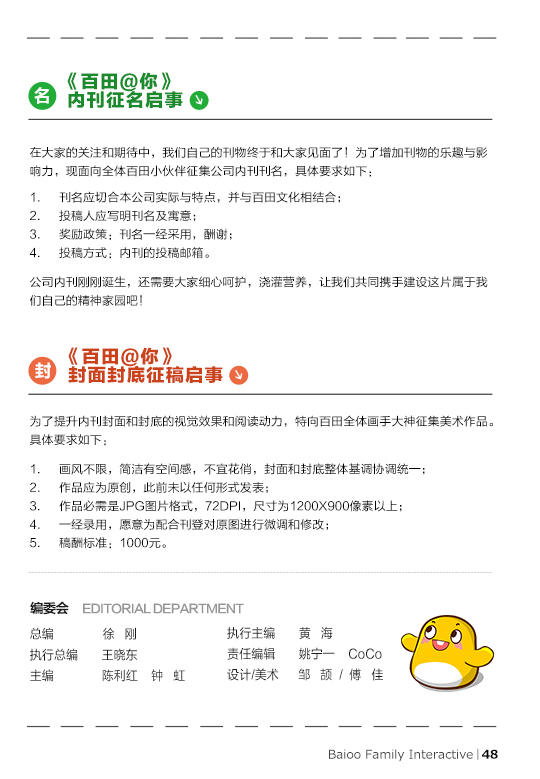 名
《百田@你》
内刊征名启事
在大家的关注和期待中，我们自己的刊物终于和大家见面了！为了增加刊物的乐趣与影
响力，现面向全体百田小伙伴征集公司内刊刊名，具体要求如下：
1. 刊名应切合本公司实际与特点，并与百田文化相结合；
2. 投稿人应写明刊名及寓意；
3. 奖励政策：刊名一经采用，酬谢；
4. 投稿方式：内刊的投稿邮箱。
公司内刊刚刚诞生，还需要大家细心呵护，浇灌营养，让我们共同携手建设这片属于我
们自己的精神家园吧！
封
《百田@你》
封面封底征稿启事
为了提升内刊封面和封底的视觉效果和阅读动力，特向百田全体画手大神征集美术作品。
具体要求如下：
1. 画风不限，简洁有空间感，不宜花俏，封面和封底整体基调协调统一；
2. 作品应为原创，此前未以任何形式发表；
3. 作品必需是JPG图片格式，72DPI，尺寸为1200X900像素以上；
4. 一经录用，愿意为配合刊登对原图进行微调和修改；
5. 稿酬标准：1000元。
编委会 EDITORIAL DEPARTMENT
总编 徐 刚 执行主编 黄 海
执行总编 王晓东 责任编辑 姚宁一 CoCo
主编 陈利红 钟 虹 设计/美术 邹 颉 / 傅 佳
Baioo Family Interactive | 48